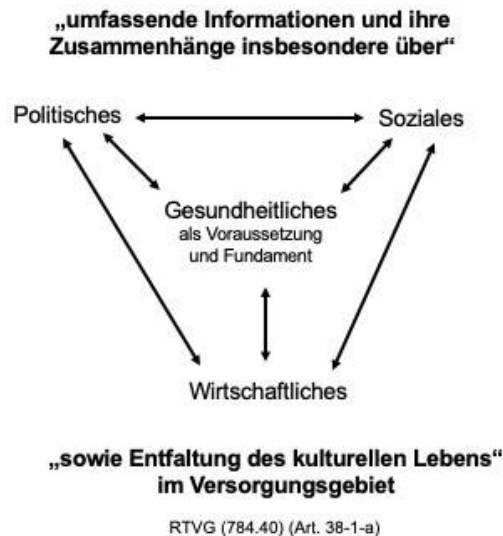 „umfassende Informationen und ihre
Zusammenhänge insbesondere über“
Politisches
Soziales
Gesundheitliches
als Voraussetzung
und Fundament
Wirtschaftliches
„sowie Entfaltung des kulturellen Lebens“
im Versorgungsgebiet
RTVG (784.40) (Art. 38-1-a)